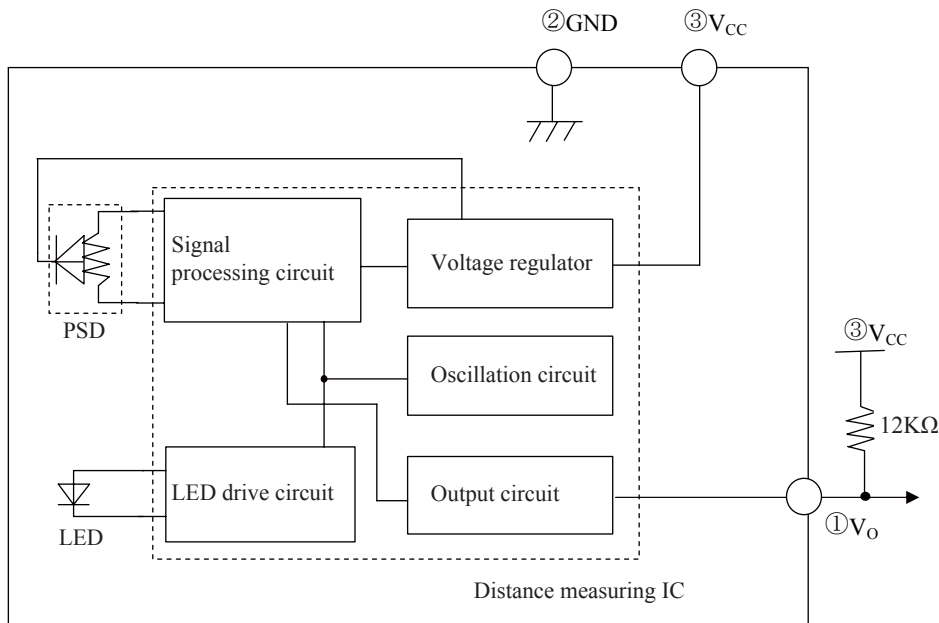 ②GND
③VCC
Signal
processing circuit
Voltage regulator
PSD
③VCC
Oscillation circuit
12KΩ
LED drive circuit
Output circuit
①VO
LED
Distance measuring IC